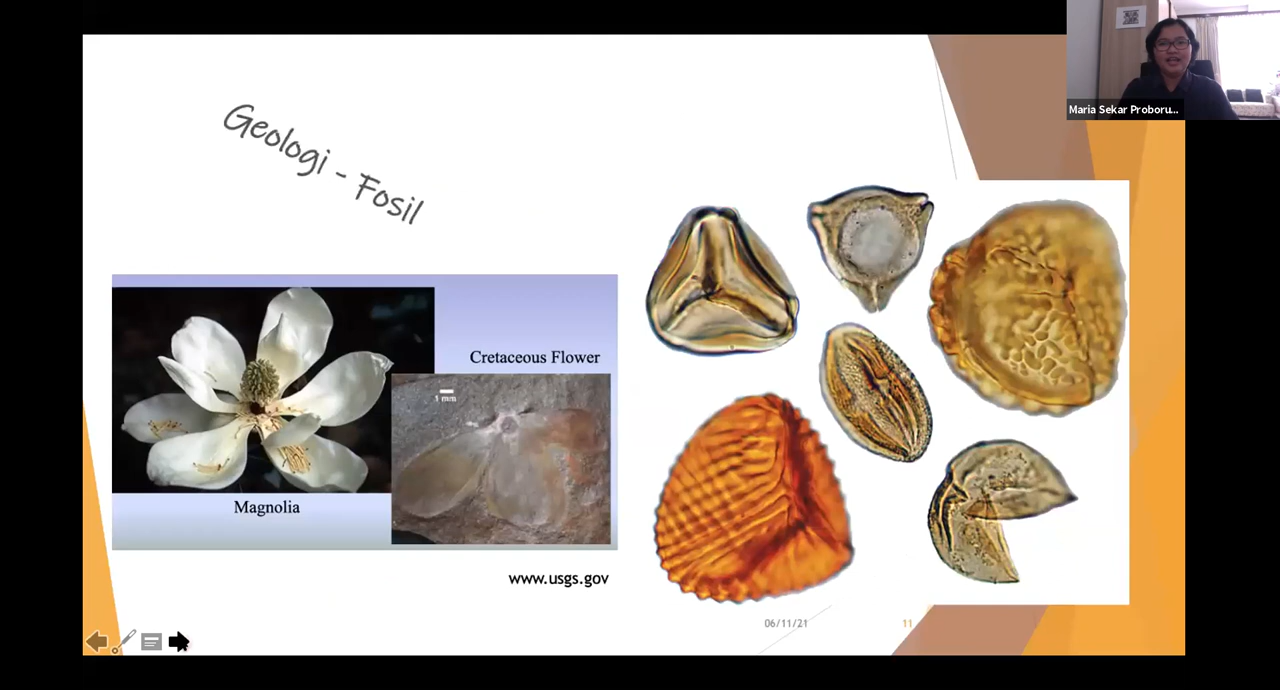 Maria Sekar Proboru...
Geologi - Fosil
Cretaceous Flower
1 mm
Magnolia
www.usgs.gov
06/11/21
11